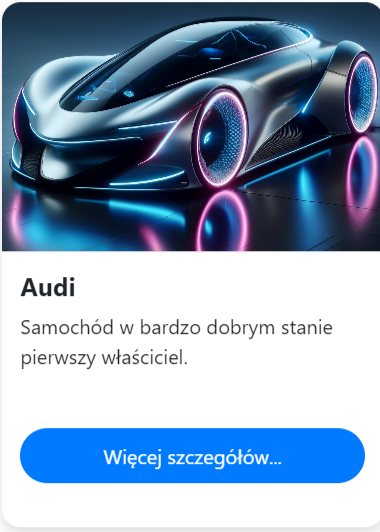 Audi
Samochód w bardzo dobrym stanie
pierwszy właściciel.
Więcej szczegółów...